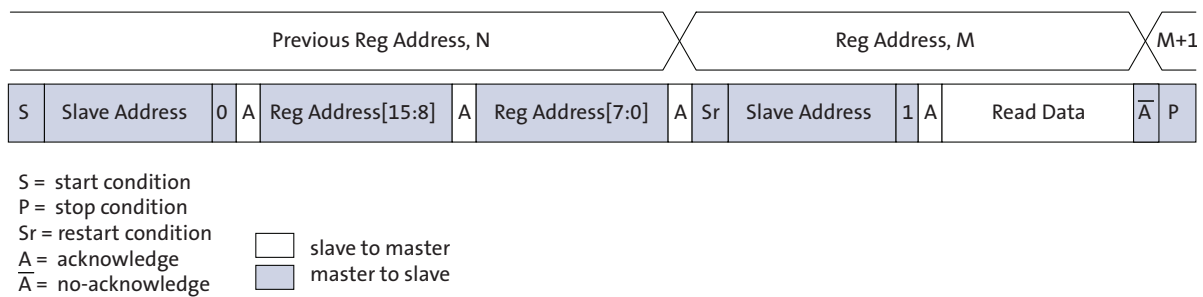 Previous Reg Address, N Reg Address, M M+1
S Slave Address 0 A Reg Address[15:8] A Reg Address[7:0] A Sr Slave Address 1 A Read Data A̅ P
S = start condition
P = stop condition
Sr = restart condition
A = acknowledge
A̅ = no-acknowledge
slave to master
master to slave